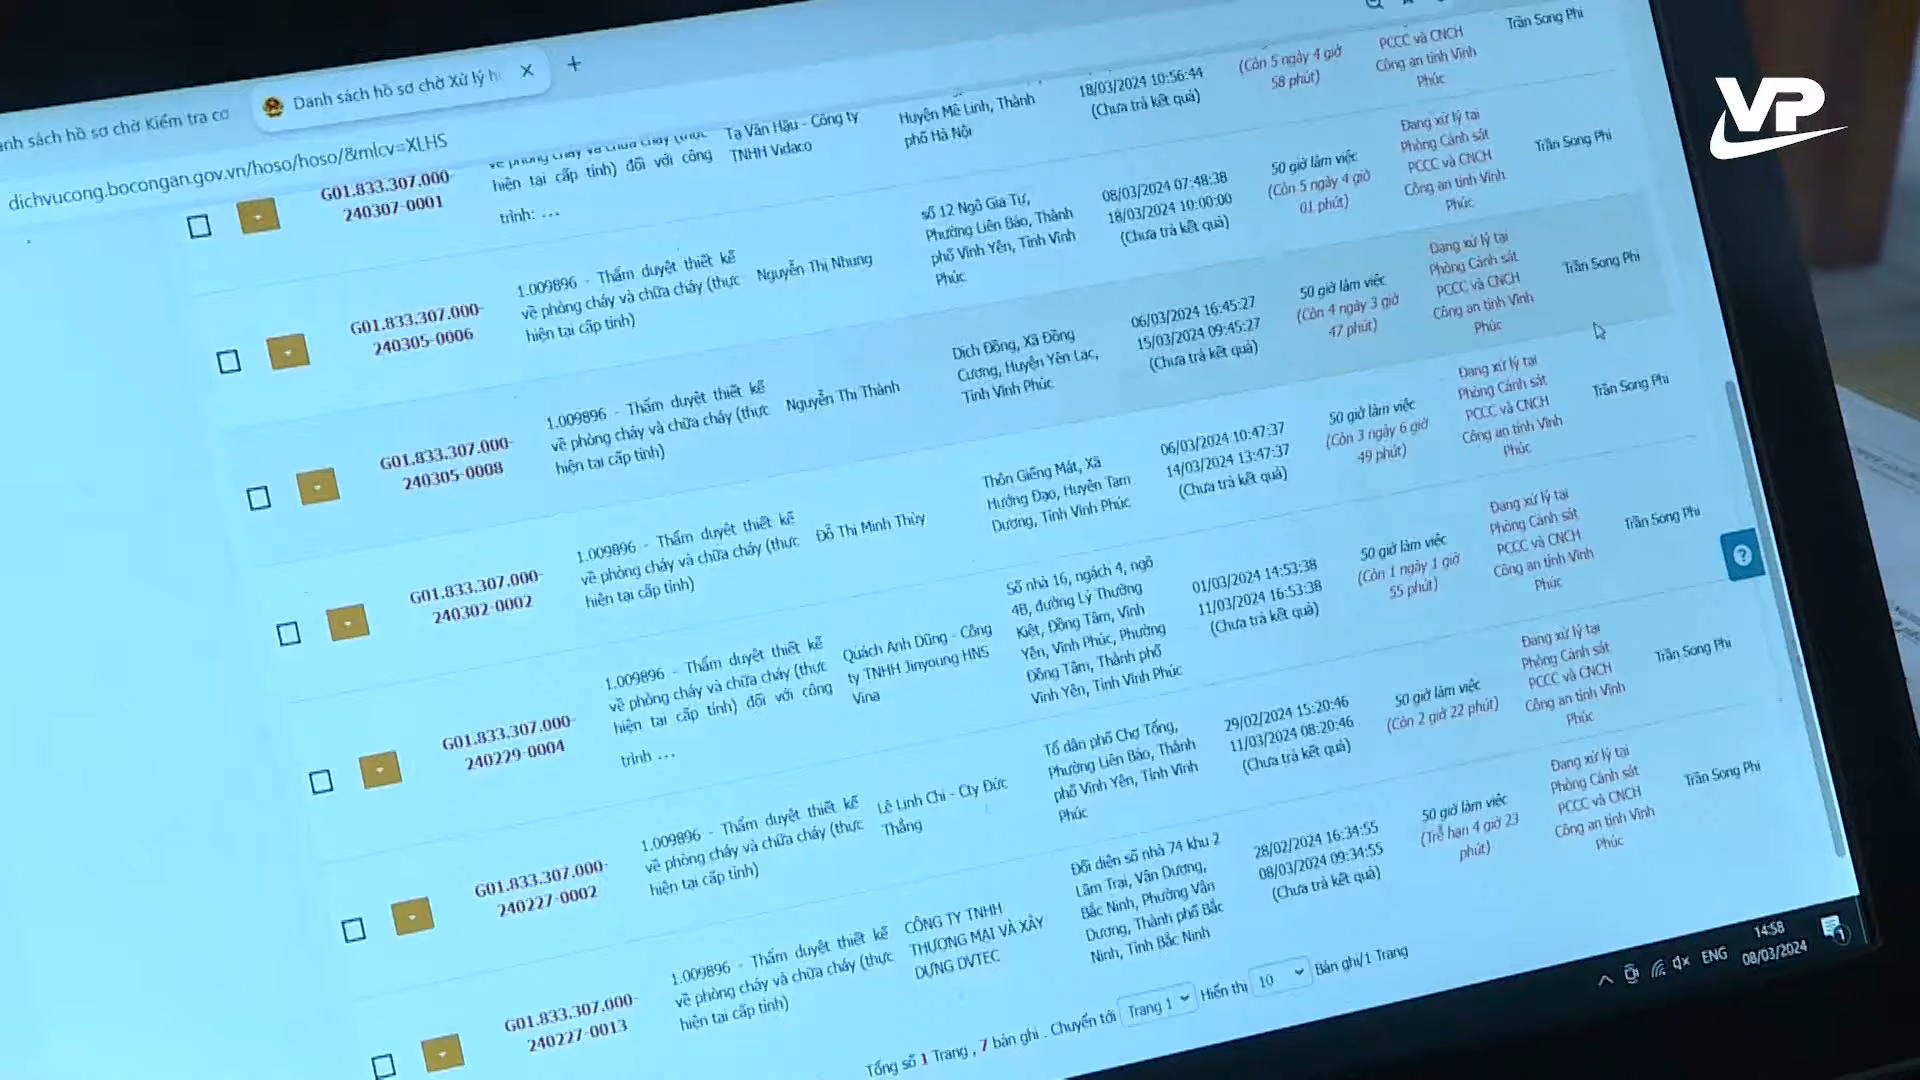 VP
ảnh sách hồ sơ chờ Kiểm tra cơ
Danh sách hồ sơ chờ Xử lý h
dichvucong.bocongan.gov.vn/hoso/hoso/&mlcv=XLHS
G01.833.307.000-
240307-0001
về phòng cháy và chữa cháy (thực
hiện tại cấp tỉnh) đối với công
trình: ...
Tạ Văn Hậu - Công ty
TNHH Vidaco
Huyện Mê Linh, Thành
phố Hà Nội
18/03/2024 10:56:44
(Chưa trả kết quả)
(Còn 5 ngày 4 giờ
58 phút)
PCCC và CNCH
Công an tỉnh Vĩnh
Phúc
Trần Song Phi
G01.833.307.000-
240305-0006
1.009896 - Thẩm duyệt thiết kế
về phòng cháy và chữa cháy (thực
hiện tại cấp tỉnh)
Nguyễn Thị Nhung
số 12 Ngô Gia Tự,
Phường Liên Bảo, Thành
phố Vĩnh Yên, Tỉnh Vĩnh
Phúc
08/03/2024 07:48:38
18/03/2024 10:00:00
(Chưa trả kết quả)
50 giờ làm việc
(Còn 5 ngày 4 giờ
01 phút)
Đang xử lý tại
Phòng Cảnh sát
PCCC và CNCH
Công an tỉnh Vĩnh
Phúc
Trần Song Phi
G01.833.307.000-
240305-0008
1.009896 - Thẩm duyệt thiết kế
về phòng cháy và chữa cháy (thực
hiện tại cấp tỉnh)
Nguyễn Thị Thành
Dịch Đồng, Xã Đồng
Cương, Huyện Yên Lạc,
Tỉnh Vĩnh Phúc
06/03/2024 16:45:27
15/03/2024 09:45:27
(Chưa trả kết quả)
50 giờ làm việc
(Còn 4 ngày 3 giờ
47 phút)
Đang xử lý tại
Phòng Cảnh sát
PCCC và CNCH
Công an tỉnh Vĩnh
Phúc
Trần Song Phi
G01.833.307.000-
240302-0002
1.009896 - Thẩm duyệt thiết kế
về phòng cháy và chữa cháy (thực
hiện tại cấp tỉnh)
Đỗ Thị Minh Thùy
Thôn Giếng Mát, Xã
Hướng Đạo, Huyện Tam
Dương, Tỉnh Vĩnh Phúc
06/03/2024 10:47:37
14/03/2024 13:47:37
(Chưa trả kết quả)
50 giờ làm việc
(Còn 3 ngày 6 giờ
49 phút)
Đang xử lý tại
Phòng Cảnh sát
PCCC và CNCH
Công an tỉnh Vĩnh
Phúc
Trần Song Phi
G01.833.307.000-
240229-0004
1.009896 - Thẩm duyệt thiết kế
về phòng cháy và chữa cháy (thực
hiện tại cấp tỉnh) đối với công
trình ...
Quách Anh Dũng - Công
ty TNHH Jinyoung HNS
Vina
Số nhà 16, ngách 4, ngõ
4B, đường Lý Thường
Kiệt, Đồng Tâm, Vĩnh
Yên, Vĩnh Phúc, Phường
Đồng Tâm, Thành phố
Vĩnh Yên, Tỉnh Vĩnh Phúc
01/03/2024 14:53:38
11/03/2024 16:53:38
(Chưa trả kết quả)
50 giờ làm việc
(Còn 1 ngày 1 giờ
55 phút)
Đang xử lý tại
Phòng Cảnh sát
PCCC và CNCH
Công an tỉnh Vĩnh
Phúc
Trần Song Phi
G01.833.307.000-
240227-0002
1.009896 - Thẩm duyệt thiết kế
về phòng cháy và chữa cháy (thực
hiện tại cấp tỉnh)
Lê Linh Chi - Cty Đức
Thắng
Tổ dân phố Chợ Tổng,
Phường Liên Bảo, Thành
phố Vĩnh Yên, Tỉnh Vĩnh
Phúc
29/02/2024 15:20:46
11/03/2024 08:20:46
(Chưa trả kết quả)
50 giờ làm việc
(Còn 2 giờ 22 phút)
Đang xử lý tại
Phòng Cảnh sát
PCCC và CNCH
Công an tỉnh Vĩnh
Phúc
Trần Song Phi
G01.833.307.000-
240227-0013
1.009896 - Thẩm duyệt thiết kế
về phòng cháy và chữa cháy (thực
hiện tại cấp tỉnh)
CÔNG TY TNHH
THƯƠNG MẠI VÀ XÂY
DỰNG DVTEC
Đối diện số nhà 74 khu 2
Lãm Trại, Vân Dương,
Bắc Ninh, Phường Vân
Dương, Thành phố Bắc
Ninh, Tỉnh Bắc Ninh
28/02/2024 16:34:55
08/03/2024 09:34:55
(Chưa trả kết quả)
50 giờ làm việc
(Trễ hạn 4 giờ 23
phút)
Đang xử lý tại
Phòng Cảnh sát
PCCC và CNCH
Công an tỉnh Vĩnh
Phúc
Trần Song Phi
Tổng số 1 Trang , 7 bản ghi . Chuyển tới Trang 1 Hiển thị 10 Bản ghi/1 Trang
ENG
14:58
08/03/2024
1
?